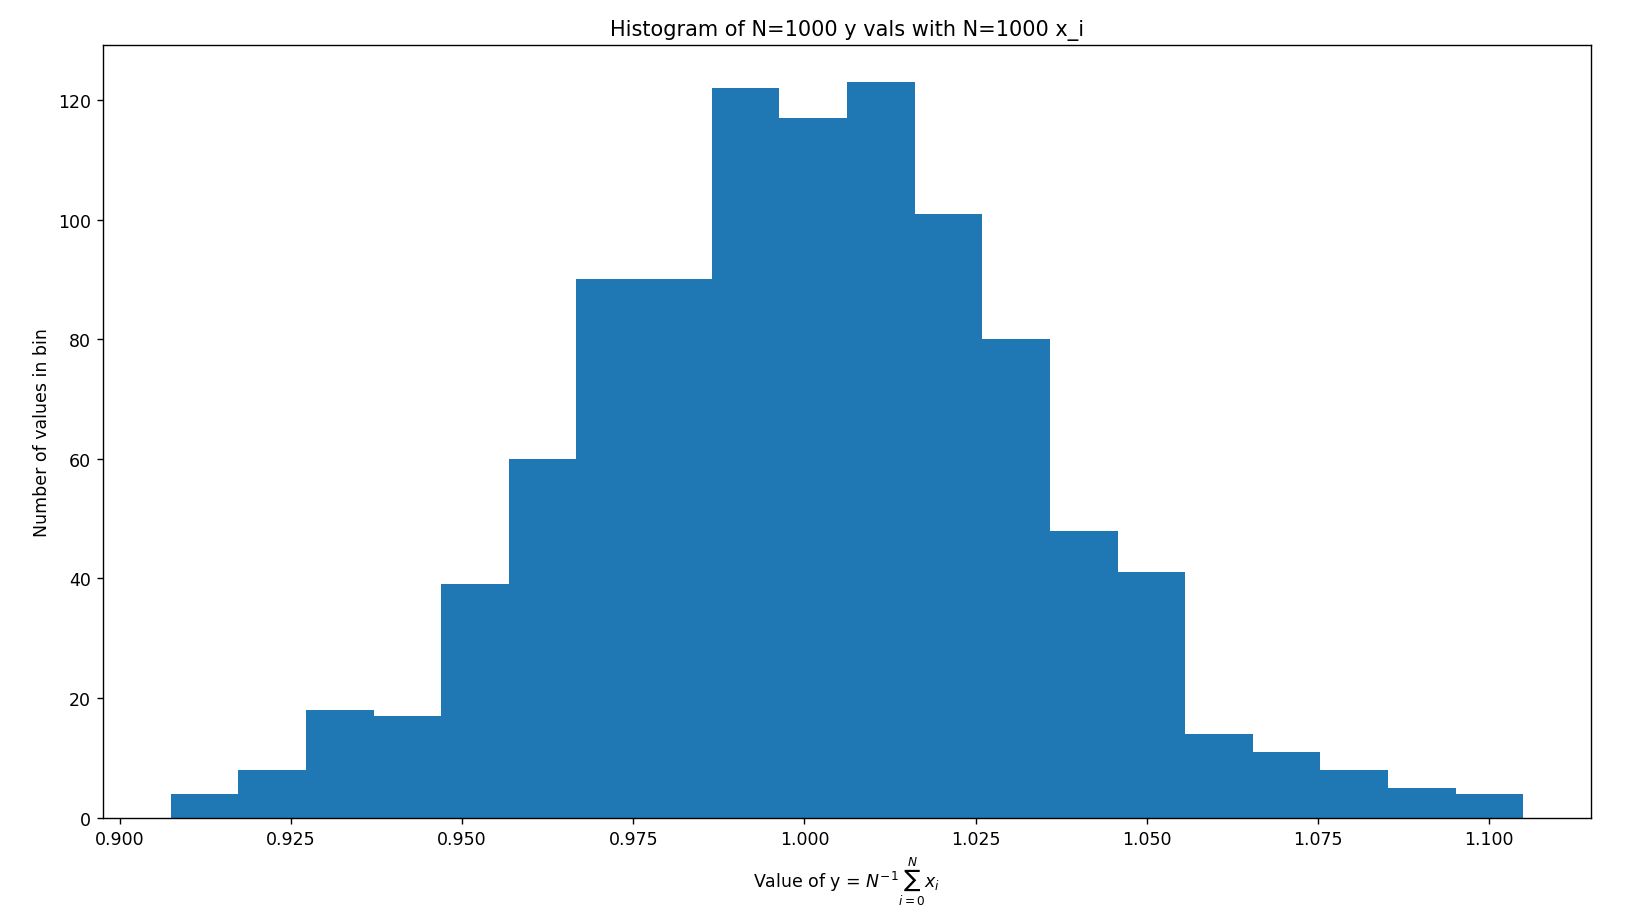 Histogram of N=1000 y vals with N=1000 x_i
Number of values in bin
120
100
80
60
40
20
0
0.900 0.925 0.950 0.975 1.000 1.025 1.050 1.075 1.100
Value of y = $N^{-1}\sum_{i=0}^{N} x_i$